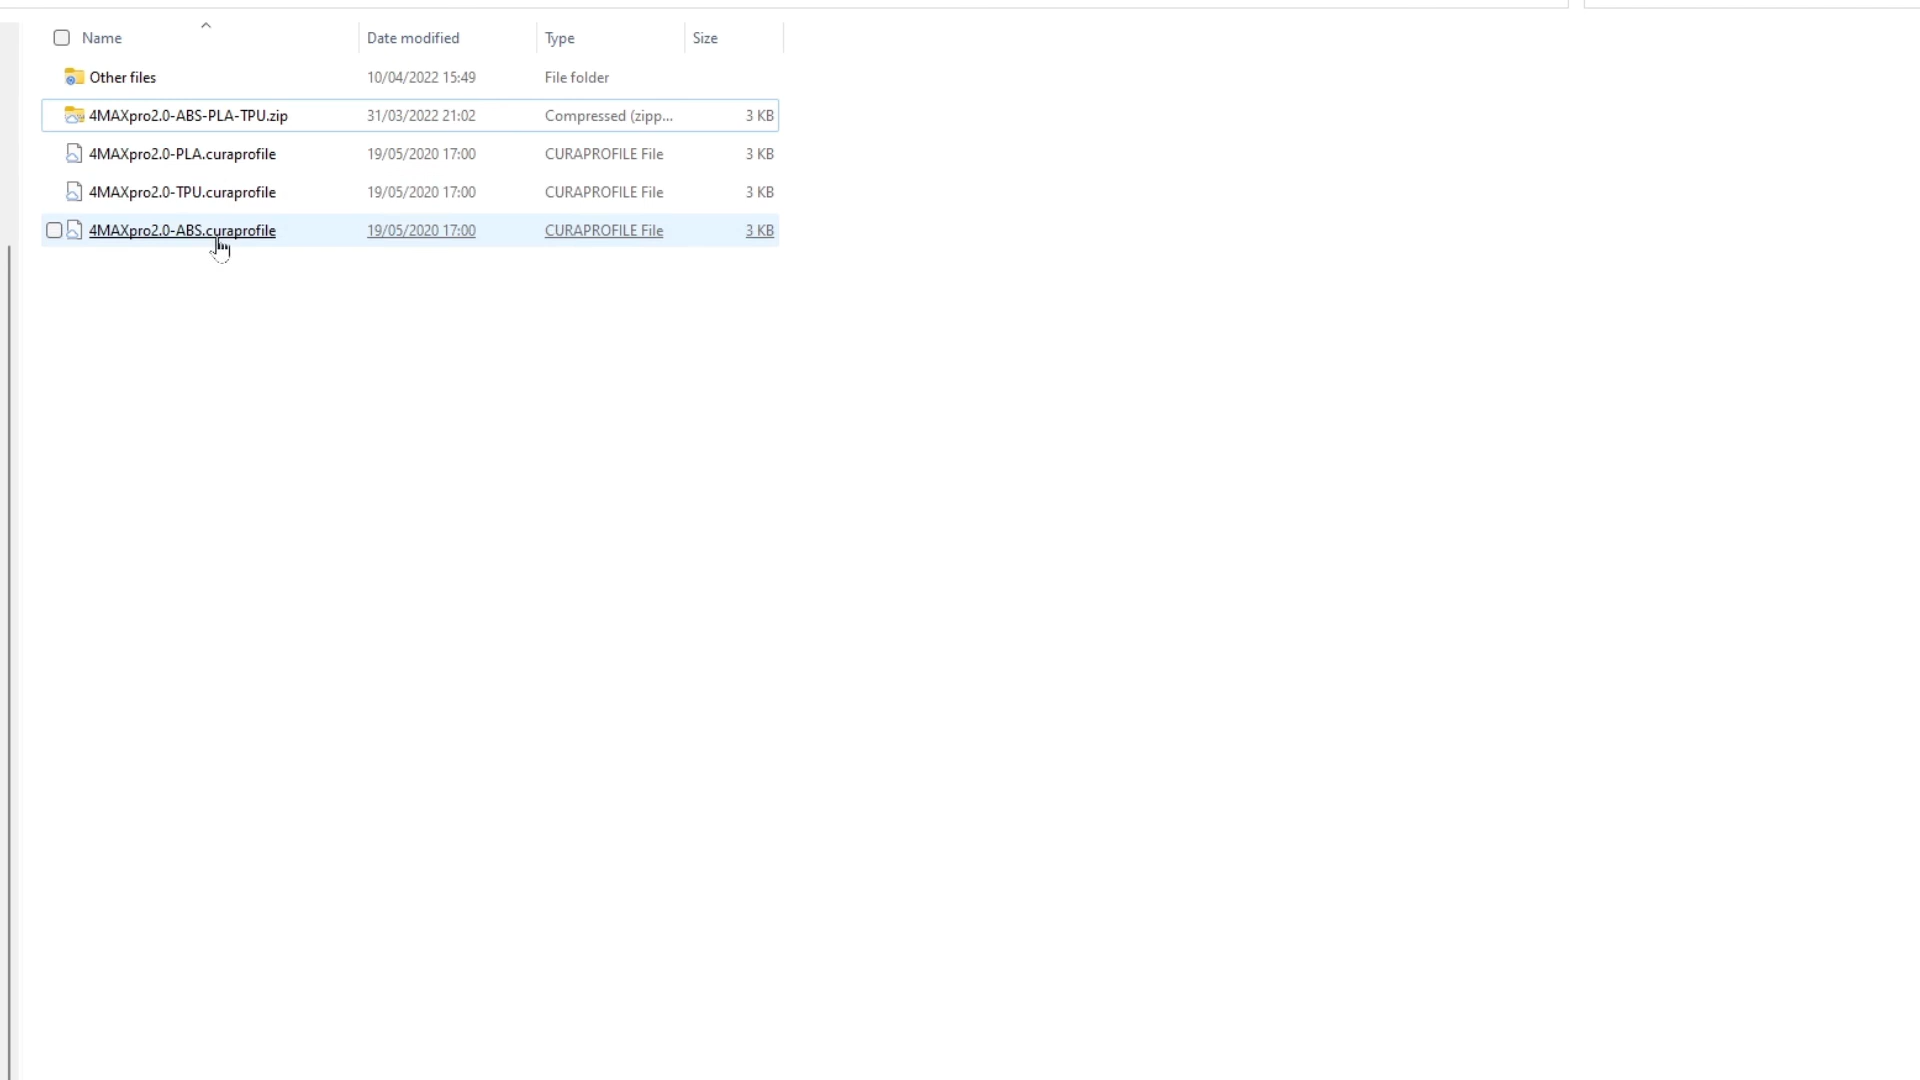 Name Date modified Type Size
Other files 10/04/2022 15:49 File folder
4MAXpro2.0-ABS-PLA-TPU.zip 31/03/2022 21:02 Compressed (zipp... 3 KB
4MAXpro2.0-PLA.curaprofile 19/05/2020 17:00 CURAPROFILE File 3 KB
4MAXpro2.0-TPU.curaprofile 19/05/2020 17:00 CURAPROFILE File 3 KB
4MAXpro2.0-ABS.curaprofile 19/05/2020 17:00 CURAPROFILE File 3 KB